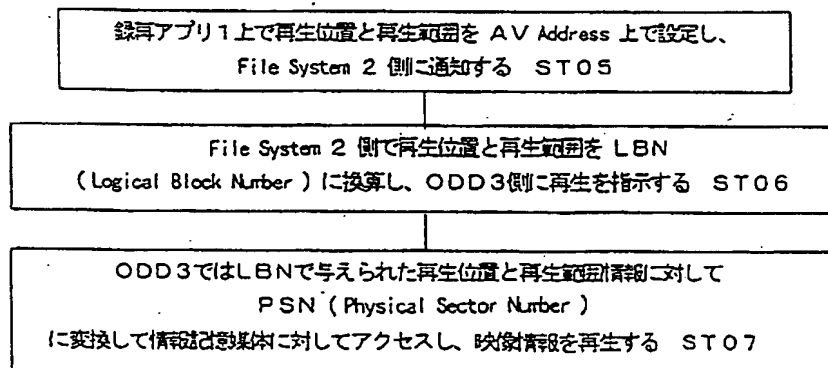 録再アプリ１上で再生位置と再生範囲を AV Address 上で設定し、
File System 2 側に通知する ＳＴ０５
File System 2 側で再生位置と再生範囲を LBN
( Logical Block Number ) に換算し、ＯＤＤ３側に再生を指示する ＳＴ０６
ＯＤＤ３ではＬＢＮで与えられた再生位置と再生範囲情報に対して
ＰＳＮ ( Physical Sector Number )
に変換して情報記憶媒体に対してアクセスし、映像情報を再生する ＳＴ０７